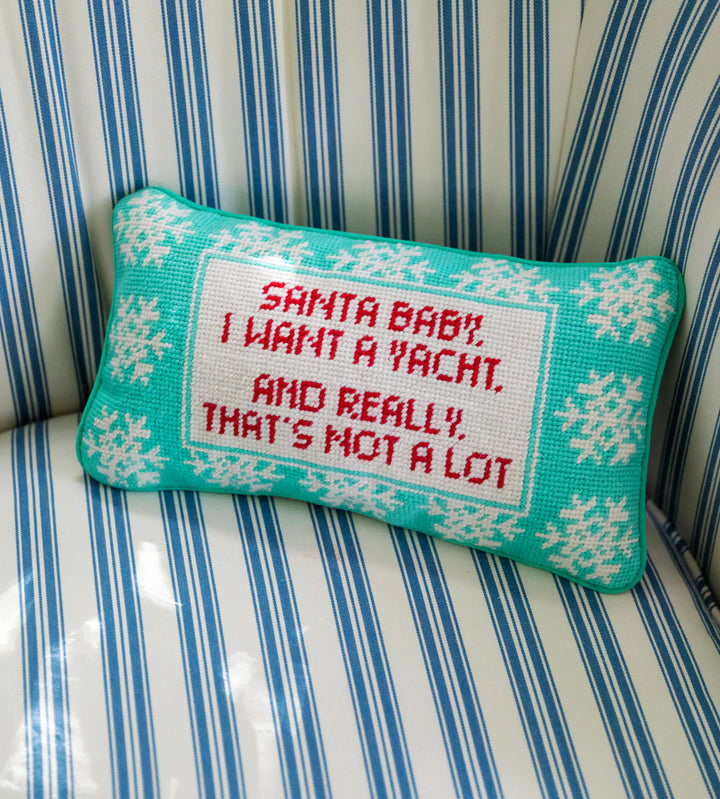 SANTA BABY,
I WANT A YACHT,
AND REALLY,
THAT'S NOT A LOT